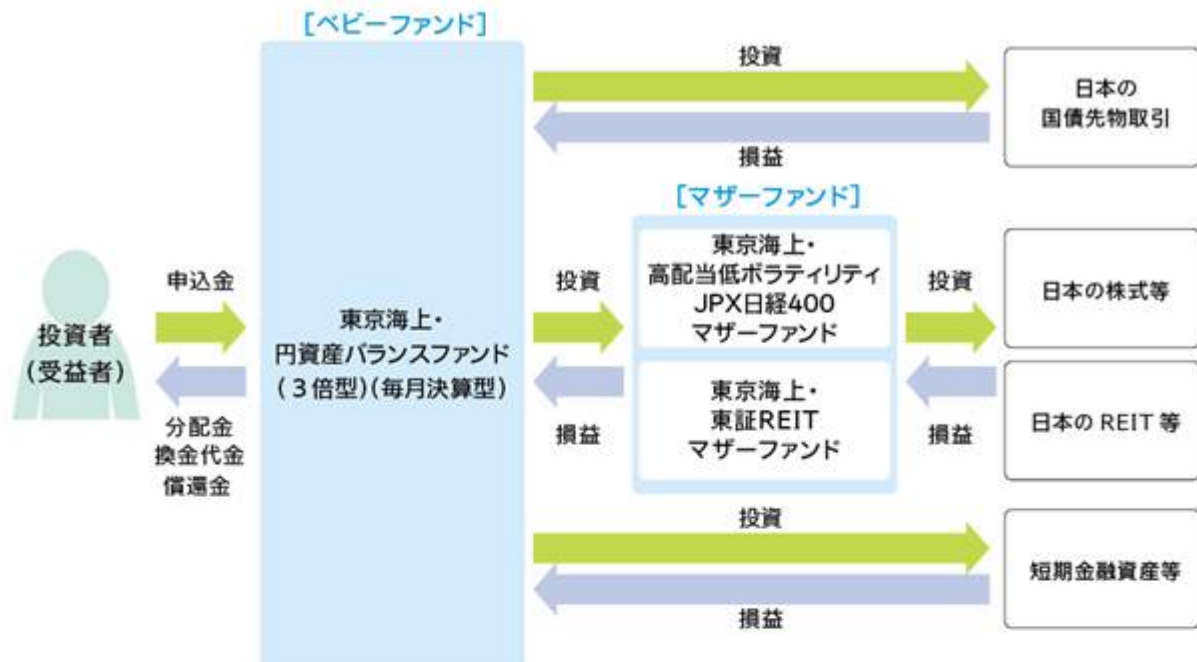 [ベビーファンド]
投資
日本の
国債先物取引
損益
[マザーファンド]
投資者
(受益者)
申込金
分配金
換金代金
償還金
東京海上・
円資産バランスファンド
(3倍型)(毎月決算型)
投資
損益
東京海上・
高配当低ボラティリティ
JPX日経400
マザーファンド
東京海上・
東証REIT
マザーファンド
投資
損益
日本の株式等
日本の REIT 等
投資
短期金融資産等
損益